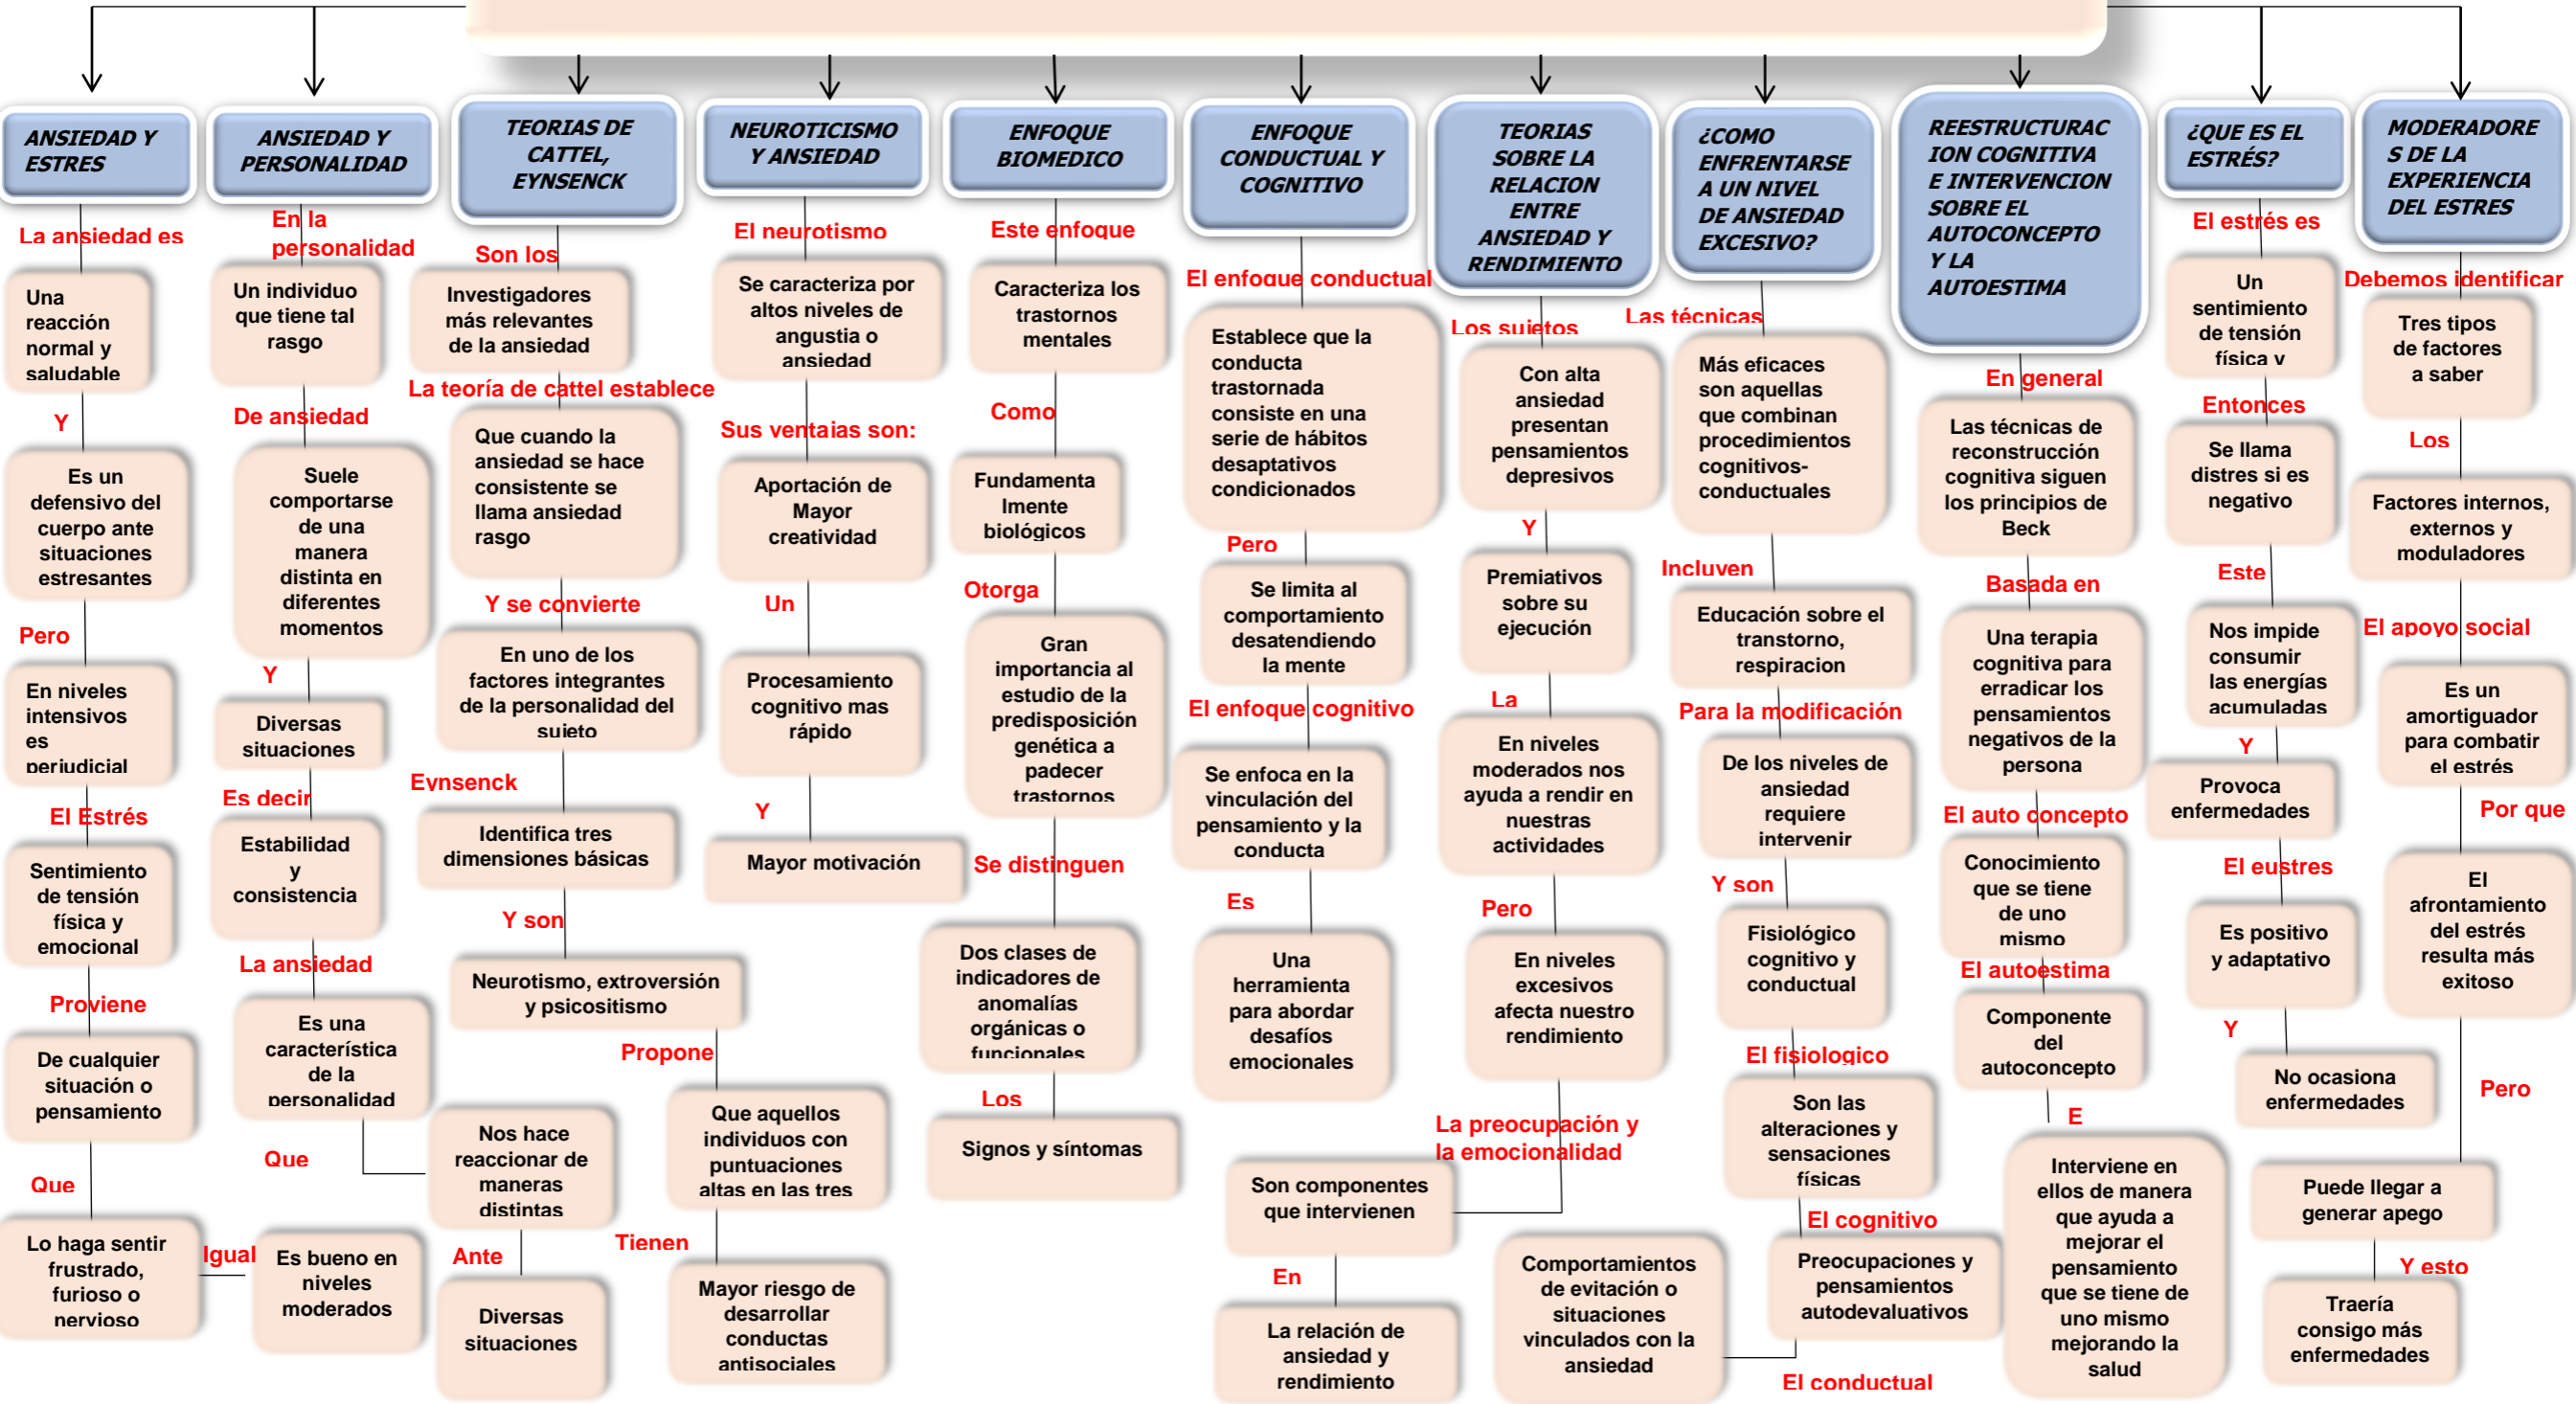 ANSIEDAD Y
ESTRES
La ansiedad es
Una
reacción
normal y
saludable
Y
Es un
defensivo del
cuerpo ante
situaciones
estresantes
Pero
En niveles
intensivos
es
perjudicial
El Estrés
Sentimiento
de tensión
física y
emocional
Proviene
De cualquier
situación o
pensamiento
Que
Lo haga sentir
frustrado,
furioso o
nervioso
Igual
Es bueno en
niveles
moderados
ANSIEDAD Y
PERSONALIDAD
En la
personalidad
Un individuo
que tiene tal
rasgo
De ansiedad
Suele
comportarse
de una
manera
distinta en
diferentes
momentos
Y
Diversas
situaciones
Es decir
Estabilidad
y
consistencia
La ansiedad
Es una
característica
de la
personalidad
Que
Nos hace
reaccionar de
maneras
distintas
Ante
Diversas
situaciones
TEORIAS DE
CATTEL,
EYNSENCK
Son los
Investigadores
más relevantes
de la ansiedad
La teoría de cattel establece
Que cuando la
ansiedad se hace
consistente se
llama ansiedad
rasgo
Y se convierte
En uno de los
factores integrantes
de la personalidad del
sujeto
Eynsenck
Identifica tres
dimensiones básicas
Y son
Neurotismo, extroversión
y psicositismo
Propone
Que aquellos
individuos con
puntuaciones
altas en las tres
Tienen
Mayor riesgo de
desarrollar
conductas
antisociales
NEUROTICISMO
Y ANSIEDAD
El neurotismo
Se caracteriza por
altos niveles de
angustia o
ansiedad
Sus ventajas son:
Aportación de
Mayor
creatividad
Un
Procesamiento
cognitivo mas
rápido
Y
Mayor motivación
ENFOQUE
BIOMEDICO
Este enfoque
Caracteriza los
trastornos
mentales
Como
Fundamenta
lmente
biológicos
Otorga
Gran
importancia al
estudio de la
predisposición
genética a
padecer
trastornos
Se distinguen
Dos clases de
indicadores de
anomalías
orgánicas o
funcionales
Los
Signos y síntomas
ENFOQUE
CONDUCTUAL Y
COGNITIVO
El enfoque conductual
Establece que la
conducta
trastornada
consiste en una
serie de hábitos
desaptativos
condicionados
Pero
Se limita al
comportamiento
desatendiendo
la mente
El enfoque cognitivo
Se enfoca en la
vinculación del
pensamiento y la
conducta
Es
Una
herramienta
para abordar
desafíos
emocionales
TEORIAS
SOBRE LA
RELACION
ENTRE
ANSIEDAD Y
RENDIMIENTO
Los sujetos
Con alta
ansiedad
presentan
pensamientos
depresivos
Y
Premiativos
sobre su
ejecución
La
En niveles
moderados nos
ayuda a rendir en
nuestras
actividades
Pero
En niveles
excesivos
afecta nuestro
rendimiento
La preocupación y
la emocionalidad
Son componentes
que intervienen
En
La relación de
ansiedad y
rendimiento
¿COMO
ENFRENTARSE
A UN NIVEL
DE ANSIEDAD
EXCESIVO?
Las técnicas
Más eficaces
son aquellas
que combinan
procedimientos
cognitivos-
conductuales
Incluyen
Educación sobre el
transtorno,
respiracion
Para la modificación
De los niveles de
ansiedad
requiere
intervenir
Y son
Fisiológico
cognitivo y
conductual
El fisiologico
Son las
alteraciones y
sensaciones
físicas
El cognitivo
Preocupaciones y
pensamientos
autodevaluativos
El conductual
Comportamientos
de evitación o
situaciones
vinculados con la
ansiedad
REESTRUCTURAC
ION COGNITIVA
E INTERVENCION
SOBRE EL
AUTOCONCEPTO
Y LA
AUTOESTIMA
En general
Las técnicas de
reconstrucción
cognitiva siguen
los principios de
Beck
Basada en
Una terapia
cognitiva para
erradicar los
pensamientos
negativos de la
persona
El auto concepto
Conocimiento
que se tiene
de uno
mismo
El autoestima
Componente
del
autoconcepto
E
Interviene en
ellos de manera
que ayuda a
mejorar el
pensamiento
que se tiene de
uno mismo
mejorando la
salud
¿QUE ES EL
ESTRÉS?
El estrés es
Un
sentimiento
de tensión
física y
Entonces
Se llama
distres si es
negativo
Este
Nos impide
consumir
las energías
acumuladas
Y
Provoca
enfermedades
El eustres
Es positivo
y adaptativo
Y
No ocasiona
enfermedades
MODERADORE
S DE LA
EXPERIENCIA
DEL ESTRES
Debemos identificar
Tres tipos
de factores
a saber
Los
Factores internos,
externos y
moduladores
El apoyo social
Es un
amortiguador
para combatir
el estrés
Por que
El
afrontamiento
del estrés
resulta más
exitoso
Pero
Puede llegar a
generar apego
Y esto
Traería
consigo más
enfermedades